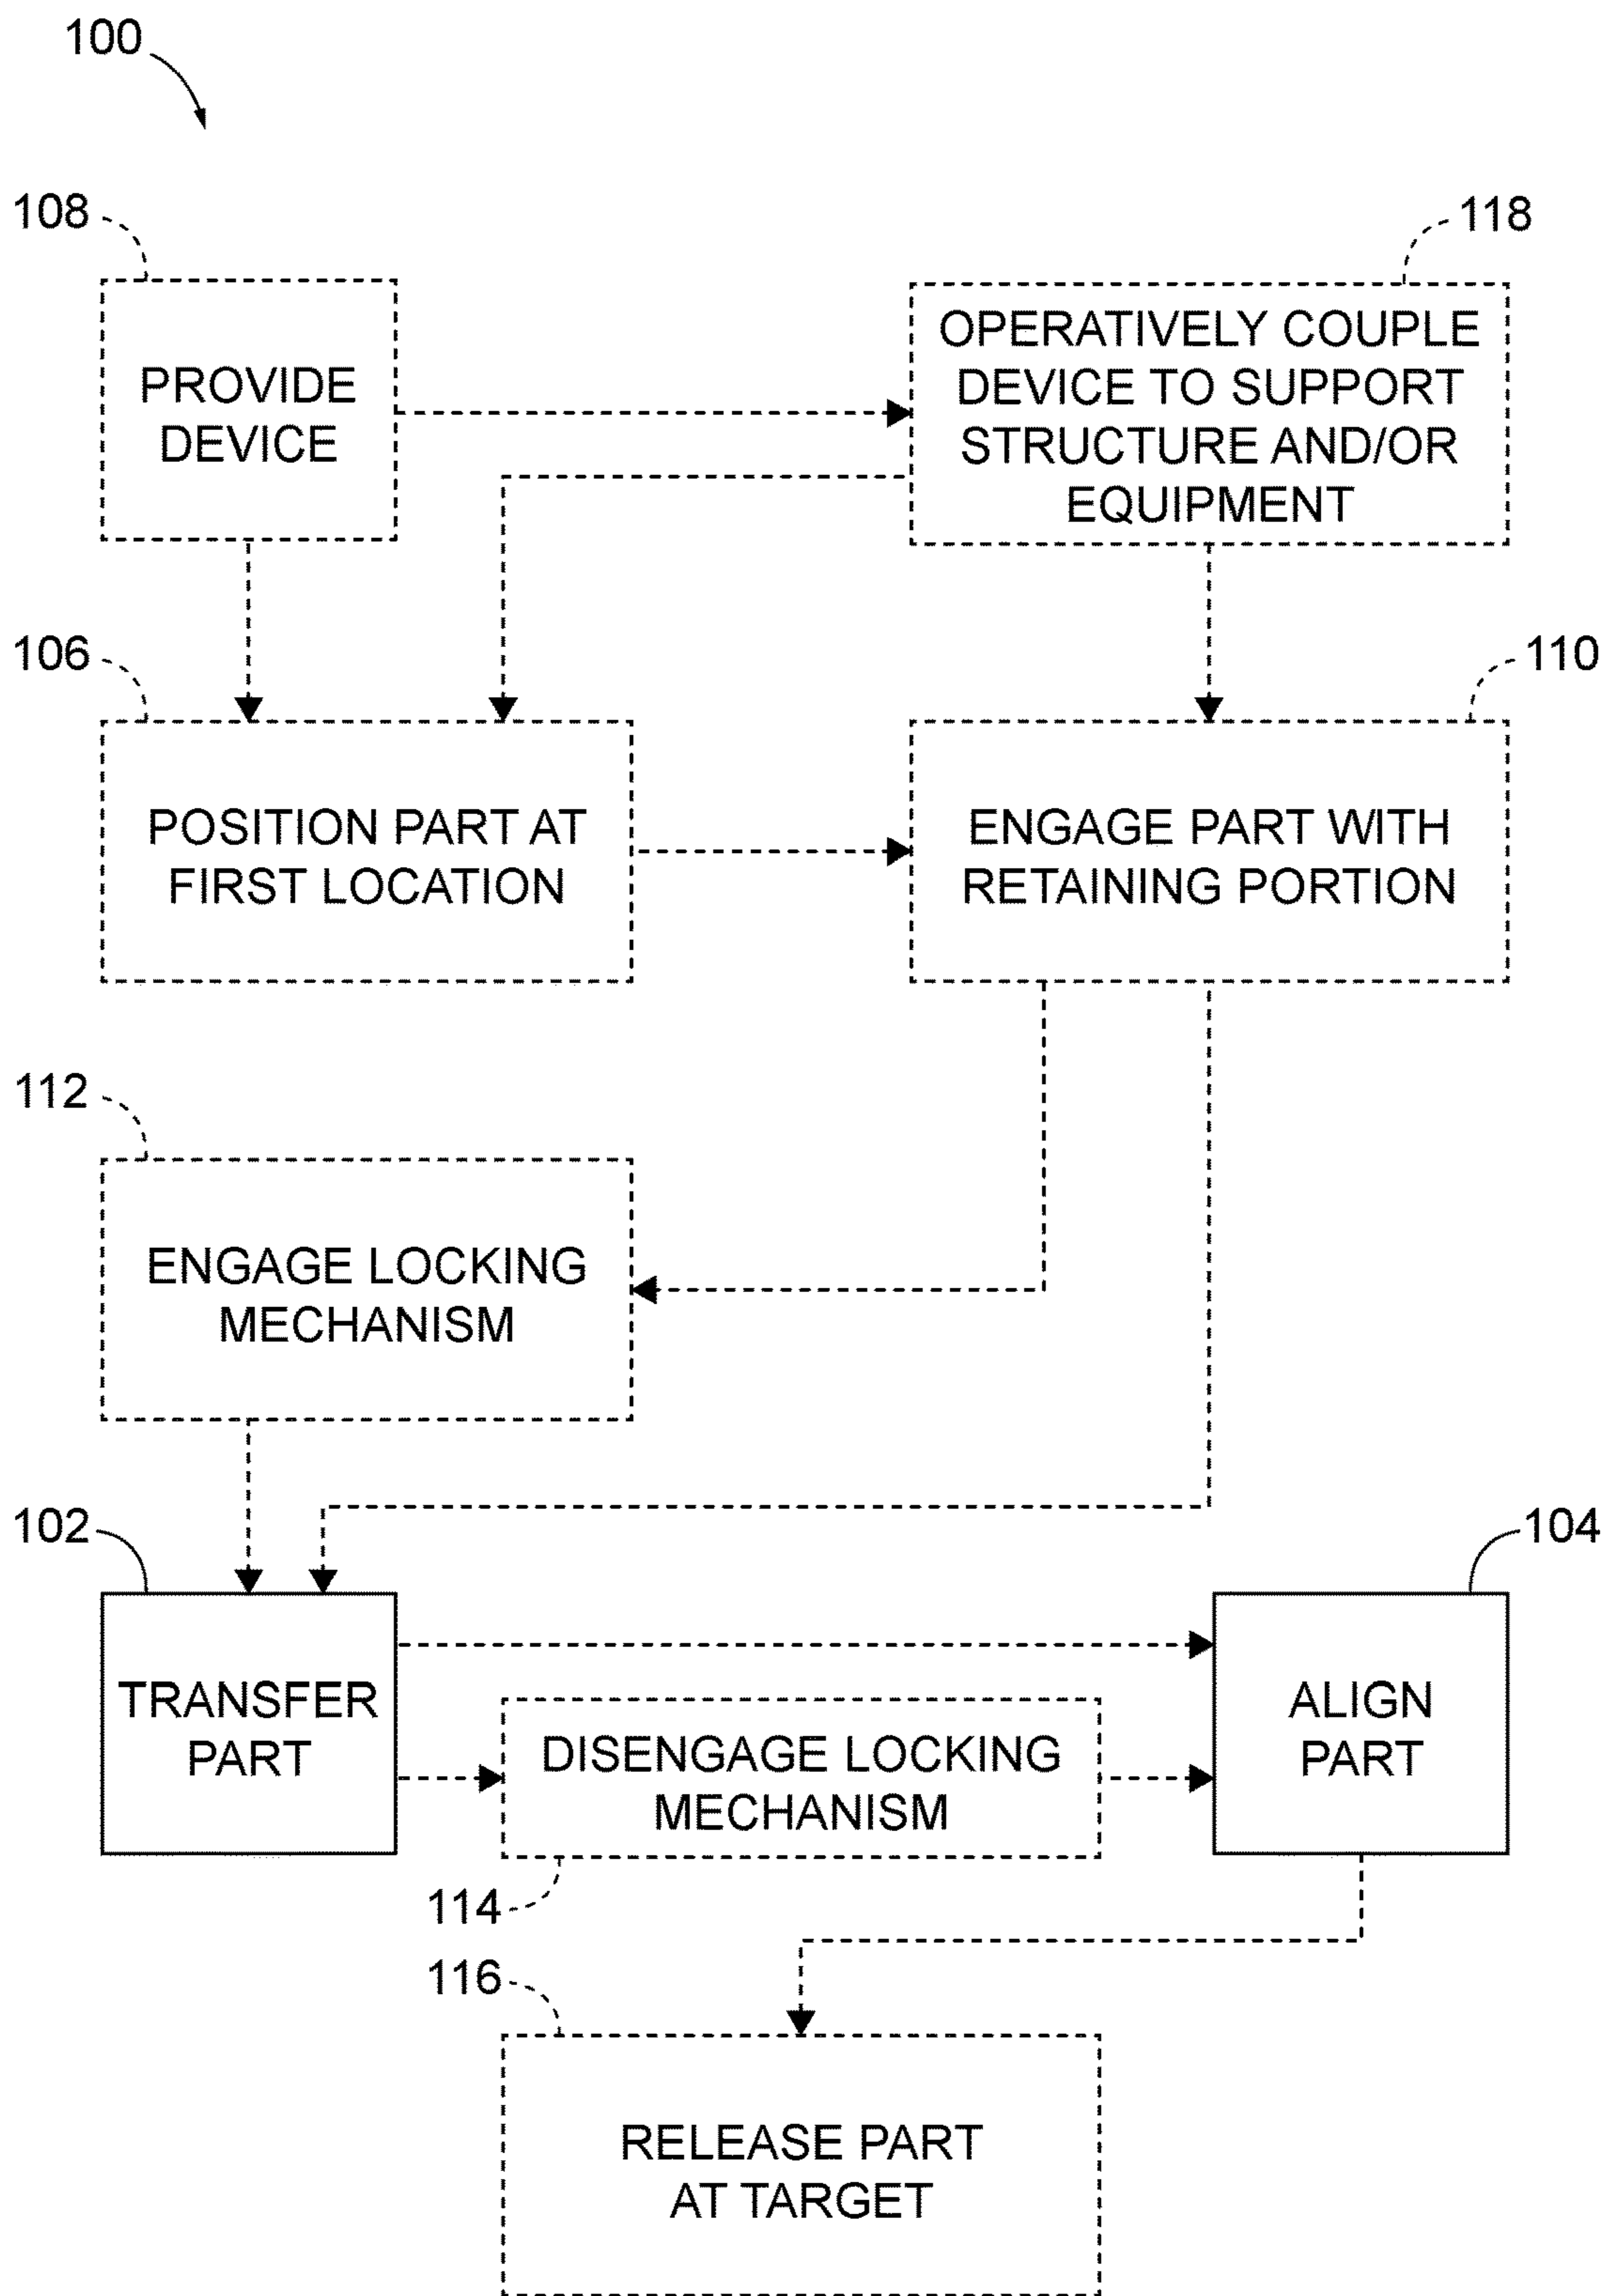 100
108
118
PROVIDE
DEVICE
OPERATIVELY COUPLE
DEVICE TO SUPPORT
STRUCTURE AND/OR
EQUIPMENT
106
110
POSITION PART AT
FIRST LOCATION
ENGAGE PART WITH
RETAINING PORTION
112
ENGAGE LOCKING
MECHANISM
102
104
TRANSFER
PART
DISENGAGE LOCKING
MECHANISM
ALIGN
PART
114
116
RELEASE PART
AT TARGET